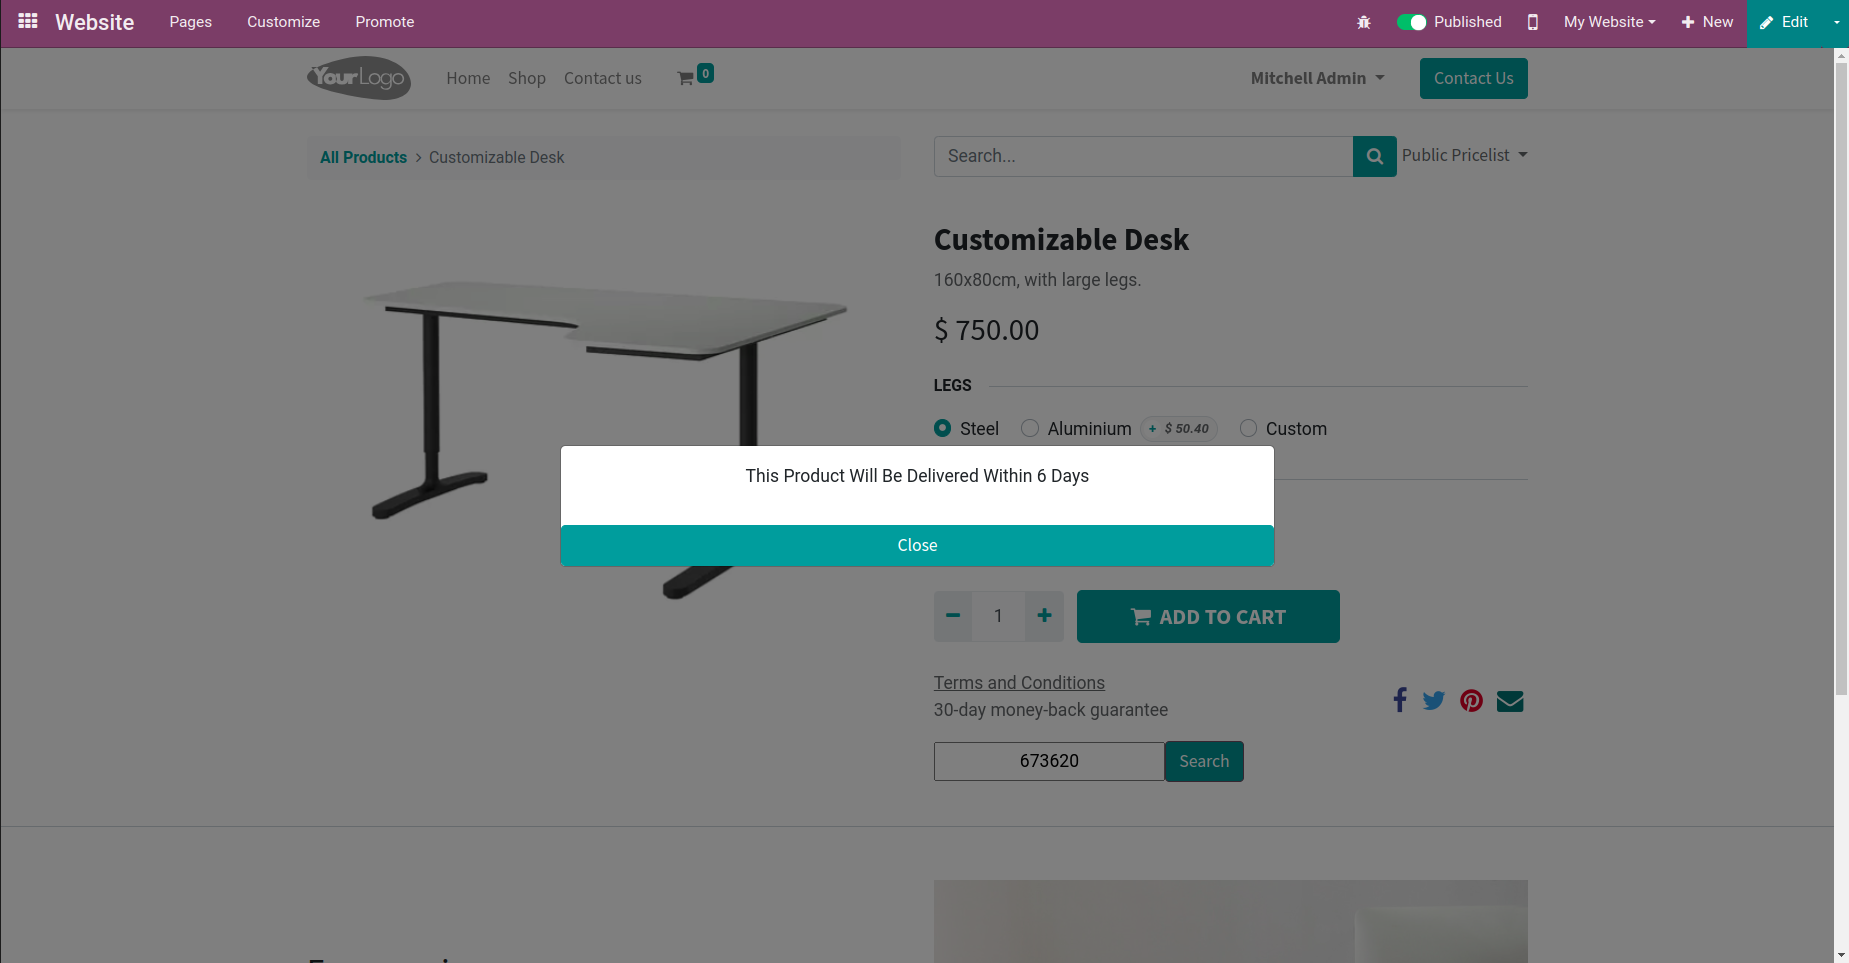 Website Pages Customize Promote Published My Website New Edit
YourLogo Home Shop Contact us 0 Mitchell Admin Contact Us
All Products > Customizable Desk Search... Public Pricelist
Customizable Desk
160x80cm, with large legs.
$ 750.00
LEGS
Steel Aluminium + $ 50.40 Custom
This Product Will Be Delivered Within 6 Days
Close
1 ADD TO CART
Terms and Conditions
30-day money-back guarantee
673620 Search